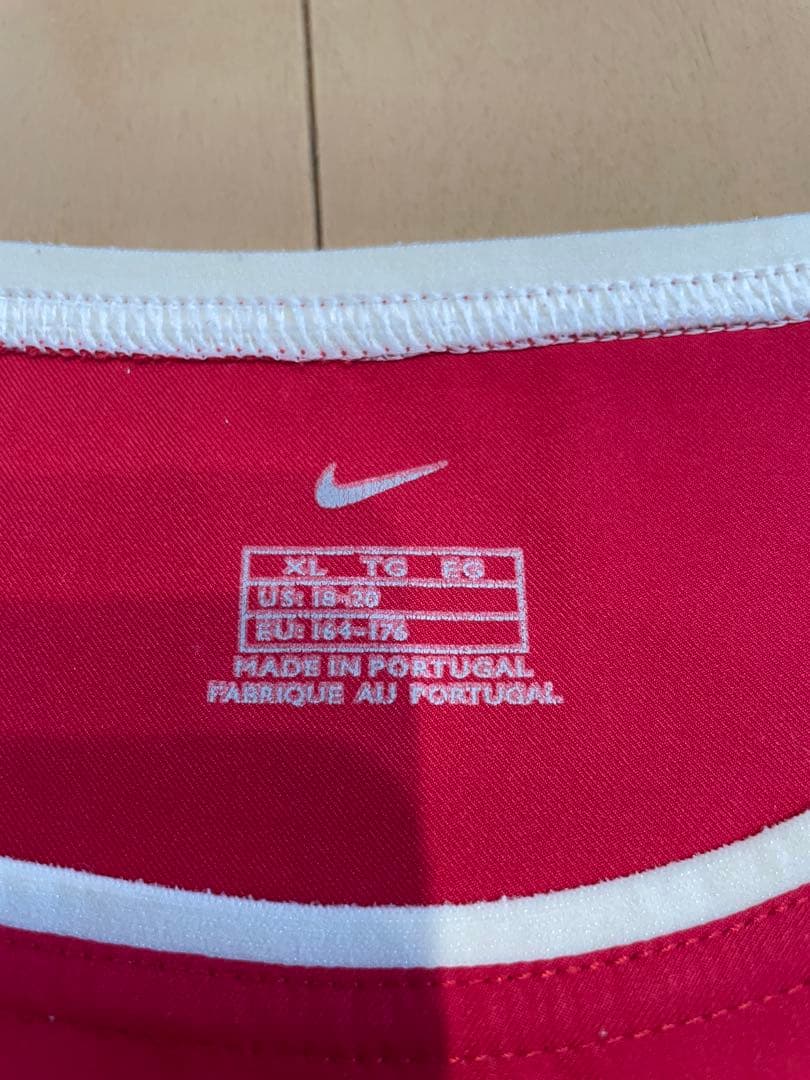 XL TG EG
US: 18-20
EU: 164-176
MADE IN PORTUGAL
FABRIQUE AU PORTUGAL